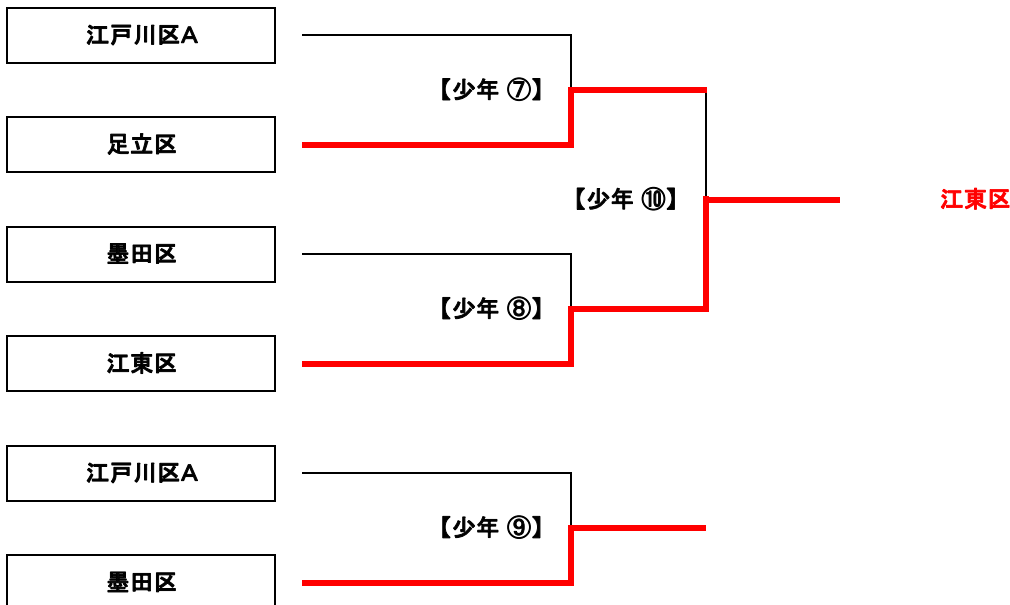 江戸川区A
【少年 ⑦】
足立区
【少年 ⑩】
江東区
墨田区
【少年 ⑧】
江東区
江戸川区A
【少年 ⑨】
墨田区